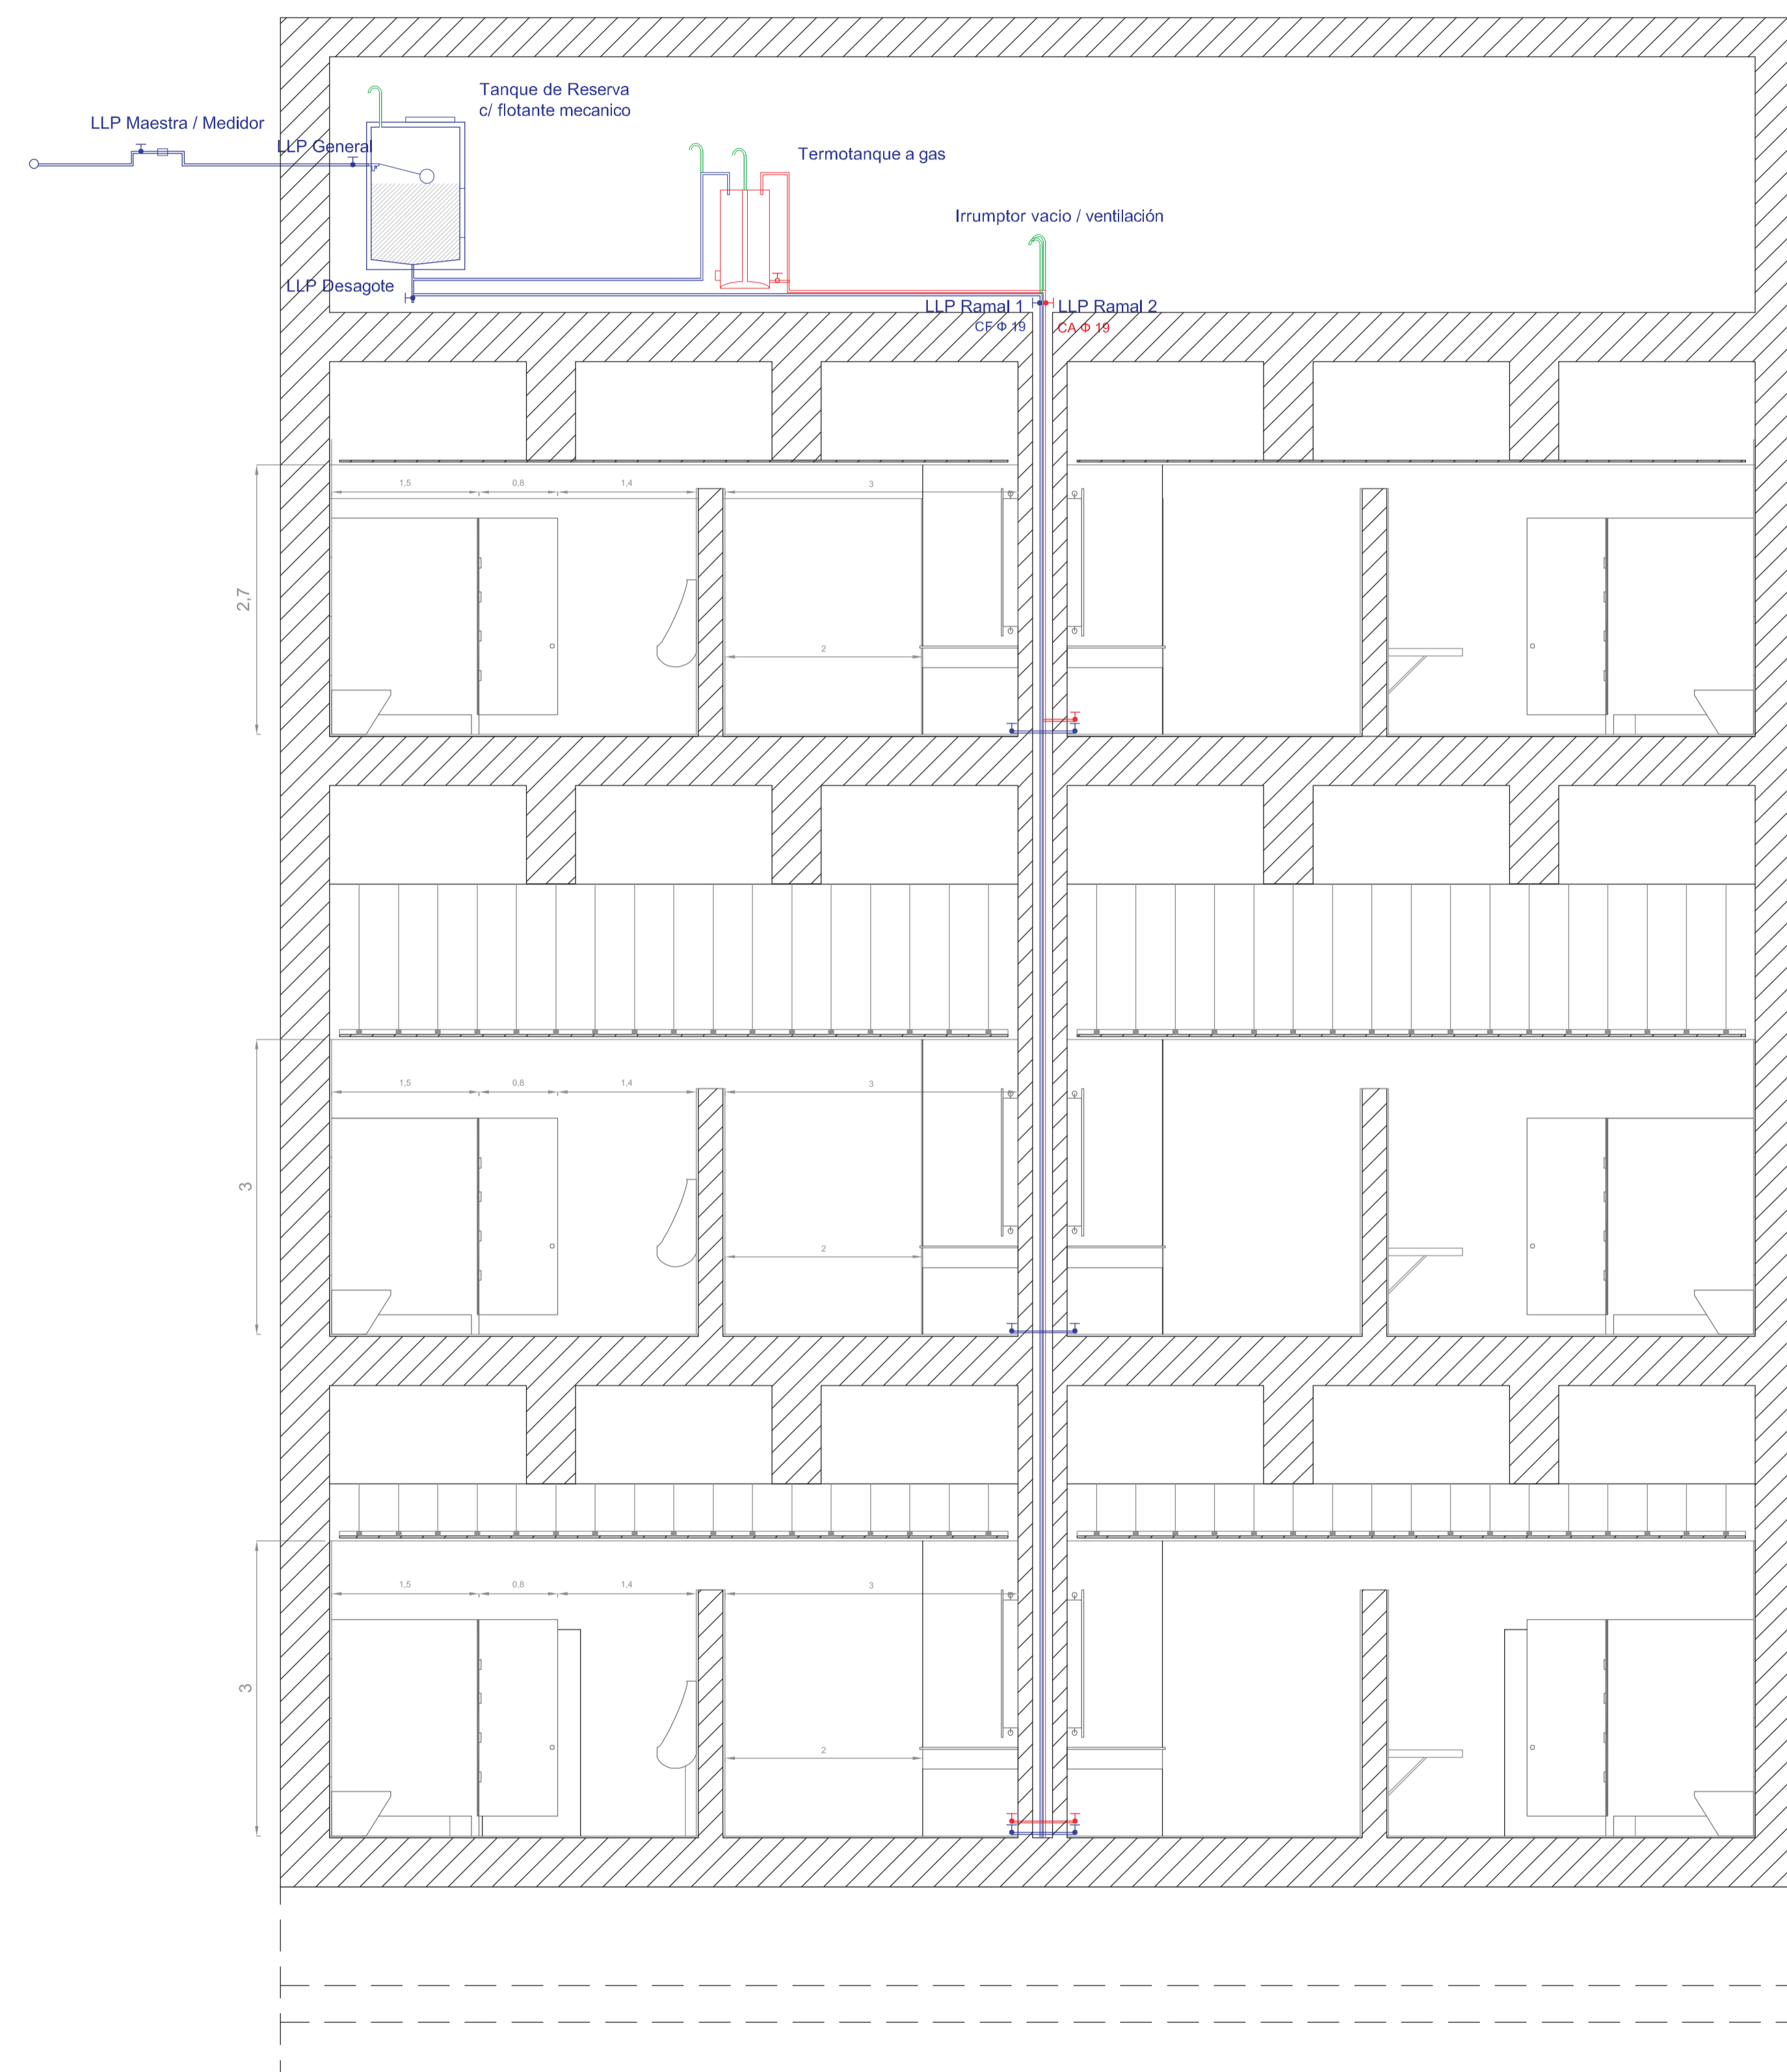 Tanque de Reserva
c/ flotante mecanico
LLP Maestra / Medidor
LLP General
Termotanque a gas
Irrumptor vacio / ventilación
LLP Desagote
LLP Ramal 1
LLP Ramal 2
CF Φ 19
CA Φ 19
1,5
0,8
1,4
3
2,7
2
1,5
0,8
1,4
3
3
2
1,5
0,8
1,4
3
3
2